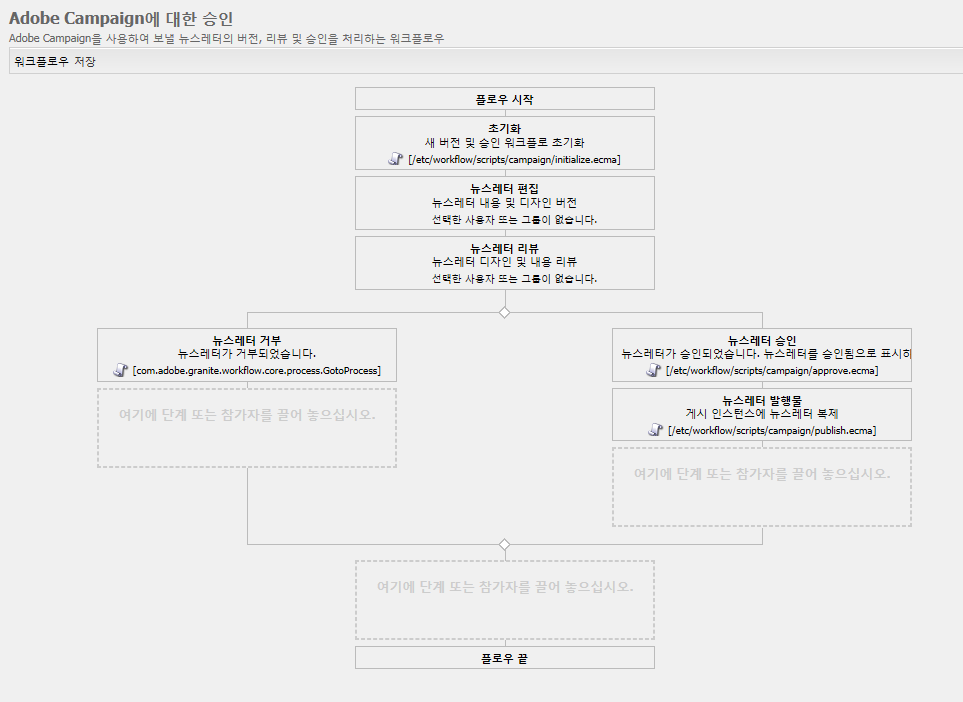 Adobe Campaign에 대한 승인
Adobe Campaign을 사용하여 보낼 뉴스레터의 버전, 리뷰 및 승인을 처리하는 워크플로우
워크플로우 저장
플로우 시작
초기화
새 버전 및 승인 워크플로 초기화
[/etc/workflow/scripts/campaign/initialize.ecma]
뉴스레터 편집
뉴스레터 내용 및 디자인 버전
선택한 사용자 또는 그룹이 없습니다.
뉴스레터 리뷰
뉴스레터 디자인 및 내용 리뷰
선택한 사용자 또는 그룹이 없습니다.
뉴스레터 거부
뉴스레터가 거부되었습니다.
[com.adobe.granite.workflow.core.process.GotoProcess]
여기에 단계 또는 참가자를 끌어 놓으십시오.
뉴스레터 승인
뉴스레터가 승인되었습니다. 뉴스레터를 승인됨으로 표시하
[/etc/workflow/scripts/campaign/approve.ecma]
뉴스레터 발행물
게시 인스턴스에 뉴스레터 복제
[/etc/workflow/scripts/campaign/publish.ecma]
여기에 단계 또는 참가자를 끌어 놓으십시오.
여기에 단계 또는 참가자를 끌어 놓으십시오.
플로우 끝